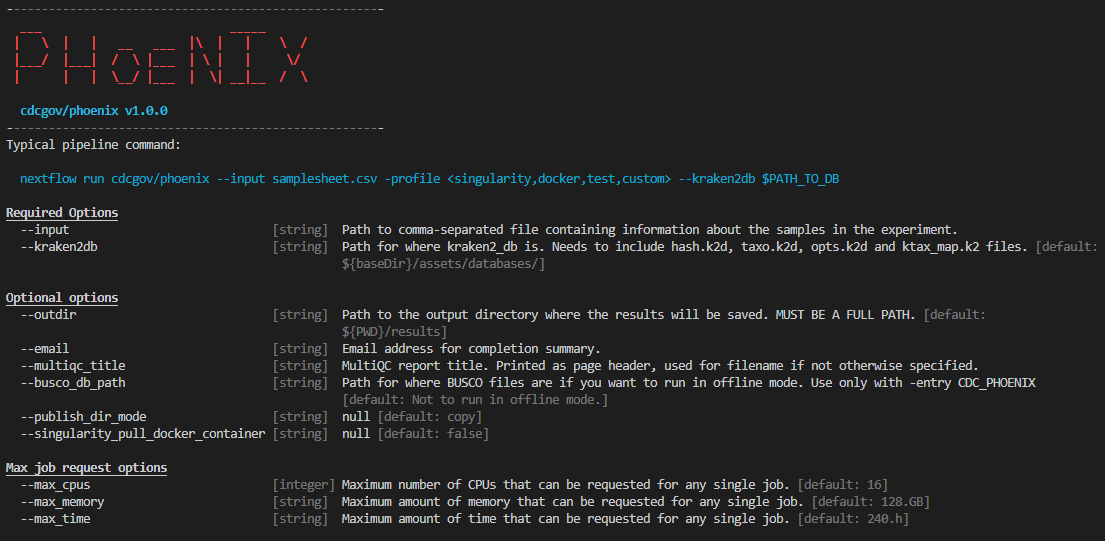 -----------------------------------------------------
PHoeNIX
cdcgov/phoenix v1.0.0
-----------------------------------------------------
Typical pipeline command:
nextflow run cdcgov/phoenix --input samplesheet.csv -profile <singularity,docker,test,custom> --kraken2db $PATH_TO_DB
Required Options
--input [string] Path to comma-separated file containing information about the samples in the experiment.
--kraken2db [string] Path for where kraken2_db is. Needs to include hash.k2d, taxo.k2d, opts.k2d and ktax_map.k2 files. [default:
${baseDir}/assets/databases/]
Optional options
--outdir [string] Path to the output directory where the results will be saved. MUST BE A FULL PATH. [default:
${PWD}/results]
--email [string] Email address for completion summary.
--multiqc_title [string] MultiQC report title. Printed as page header, used for filename if not otherwise specified.
--busco_db_path [string] Path for where BUSCO files are if you want to run in offline mode. Use only with -entry CDC_PHOENIX
[default: Not to run in offline mode.]
--publish_dir_mode [string] null [default: copy]
--singularity_pull_docker_container [string] null [default: false]
Max job request options
--max_cpus [integer] Maximum number of CPUs that can be requested for any single job. [default: 16]
--max_memory [string] Maximum amount of memory that can be requested for any single job. [default: 128.GB]
--max_time [string] Maximum amount of time that can be requested for any single job. [default: 240.h]